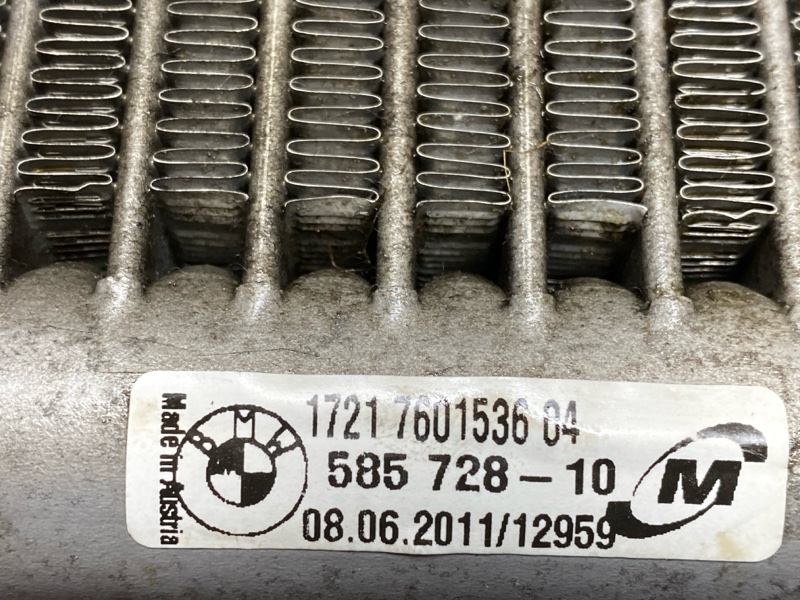 1721 7601536 04
585 728 - 10
08.06.2011/12959
Made in Austria
BMW
M